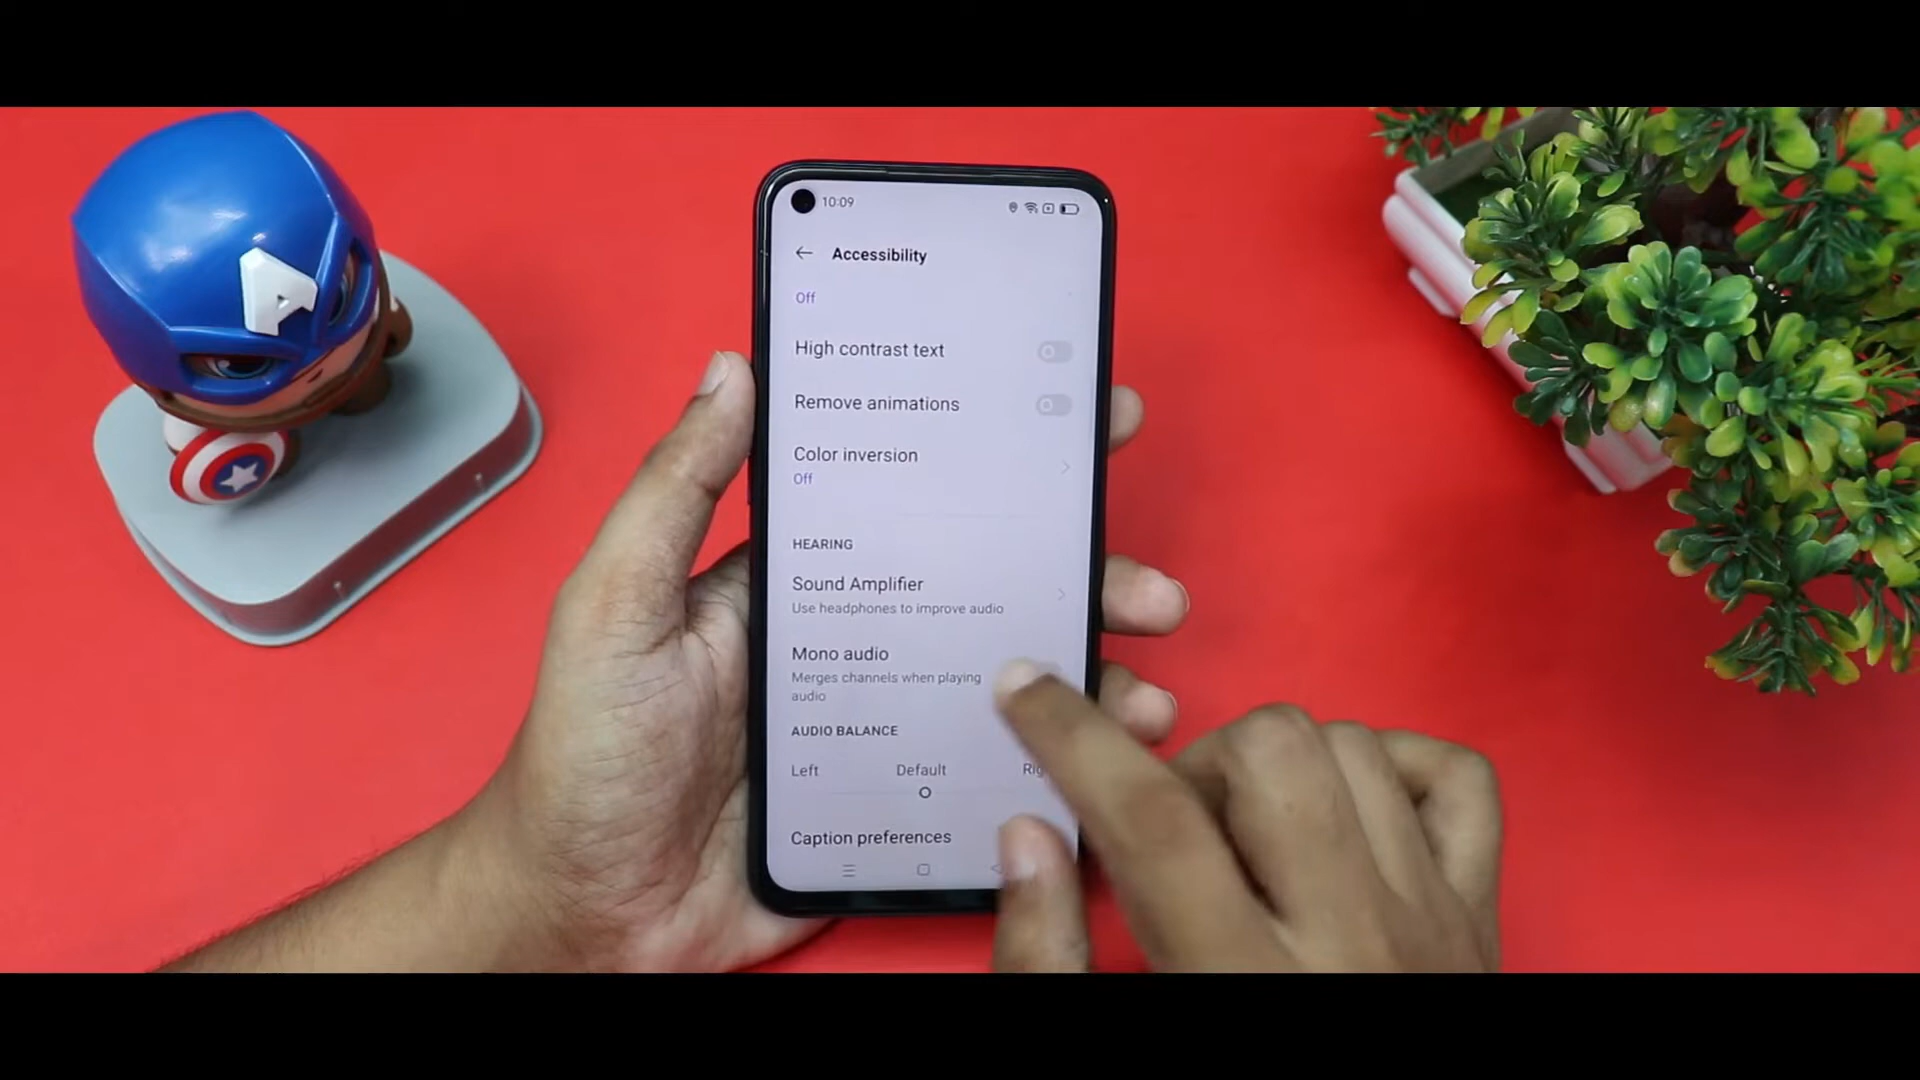 10:09
Accessibility
Off
High contrast text
Remove animations
Color inversion
Off
HEARING
Sound Amplifier
Use headphones to improve audio
Mono audio
Merges channels when playing
audio
AUDIO BALANCE
Left Default
Caption preferences
A